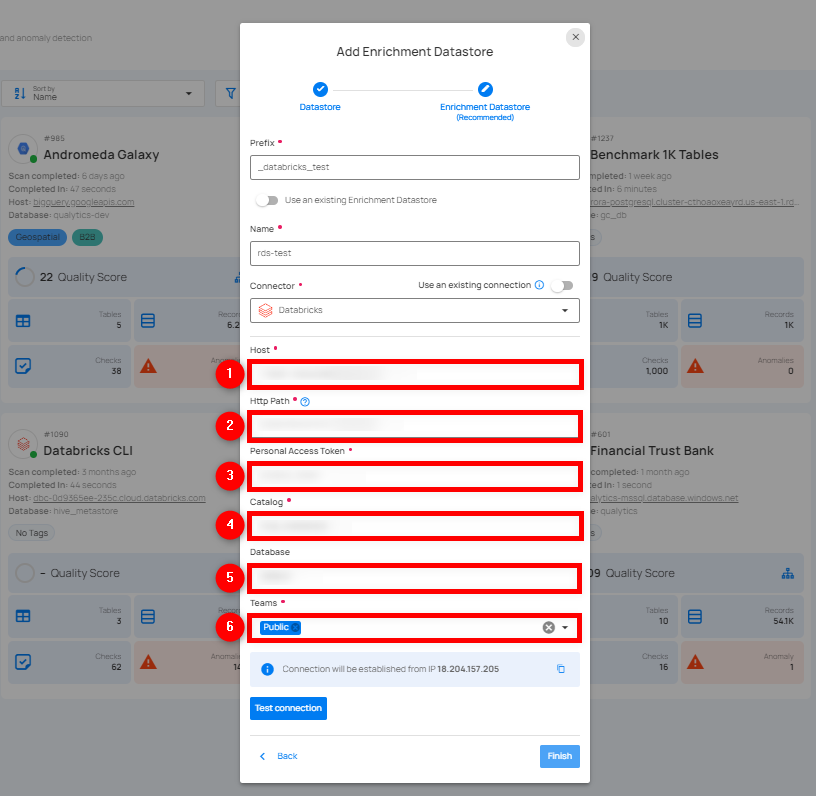 and anomaly detection
Sort by
Name
#985
Andromeda Galaxy
Scan completed: 6 days ago
Completed In: 47 seconds
Host: bigquery.googleapis.com
Database: qualytics-dev
Geospatial
B2B
22 Quality Score
Tables
5
Records
6.2
Checks
38
#1090
Databricks CLI
Scan completed: 3 months ago
Completed In: 44 seconds
Host: dbc-0d9365ee-235c.cloud.databricks.com
Database: hive_metastore
No Tags
– Quality Score
Tables
3
Checks
62
Anomalie
14
Add Enrichment Datastore
Datastore
Enrichment Datastore
(Recommended)
Prefix *
_databricks_test
Use an existing Enrichment Datastore
Name *
rds-test
Connector *
Use an existing connection
Databricks
Host *
1
Http Path *
2
Personal Access Token *
3
Catalog *
4
Database
5
Teams *
6
Public
Connection will be established from IP 18.204.157.205
Test connection
Back
Finish
#1237
Benchmark 1K Tables
completed: 1 week ago
ed In: 6 minutes
rora-postgresql.cluster-cthoaoxeayrd.us-east-1.rd...
e: gc_db
s
9 Quality Score
Tables
1K
Records
1K
Checks
1,000
Anomalies
0
#601
Financial Trust Bank
completed: 1 month ago
ed In: 1 second
alytics-mssql.database.windows.net
e: qualytics
s
09 Quality Score
Tables
10
Records
54.1K
Checks
16
Anomaly
1